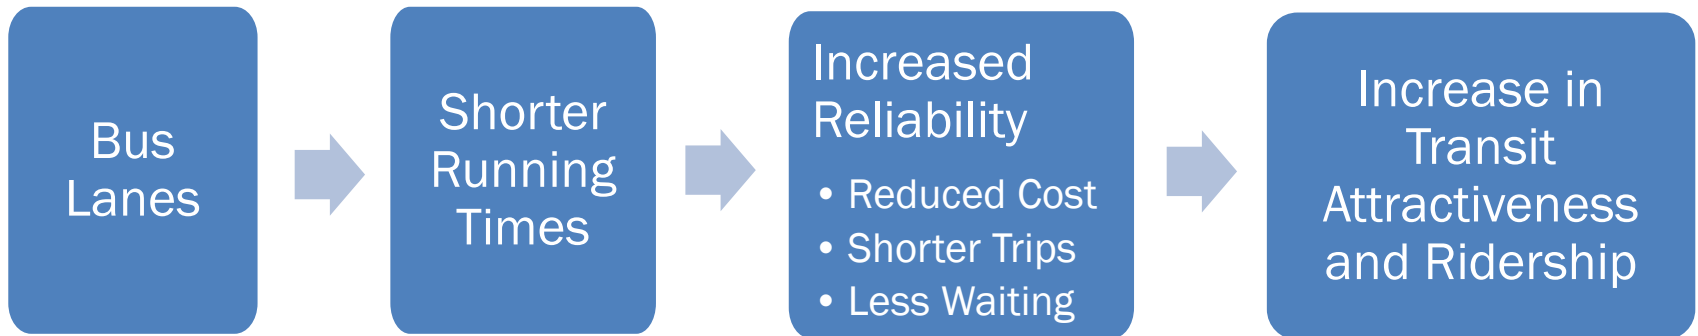 Bus
Lanes
Shorter
Running
Times
Increased
Reliability
• Reduced Cost
• Shorter Trips
• Less Waiting
Increase in
Transit
Attractiveness
and Ridership